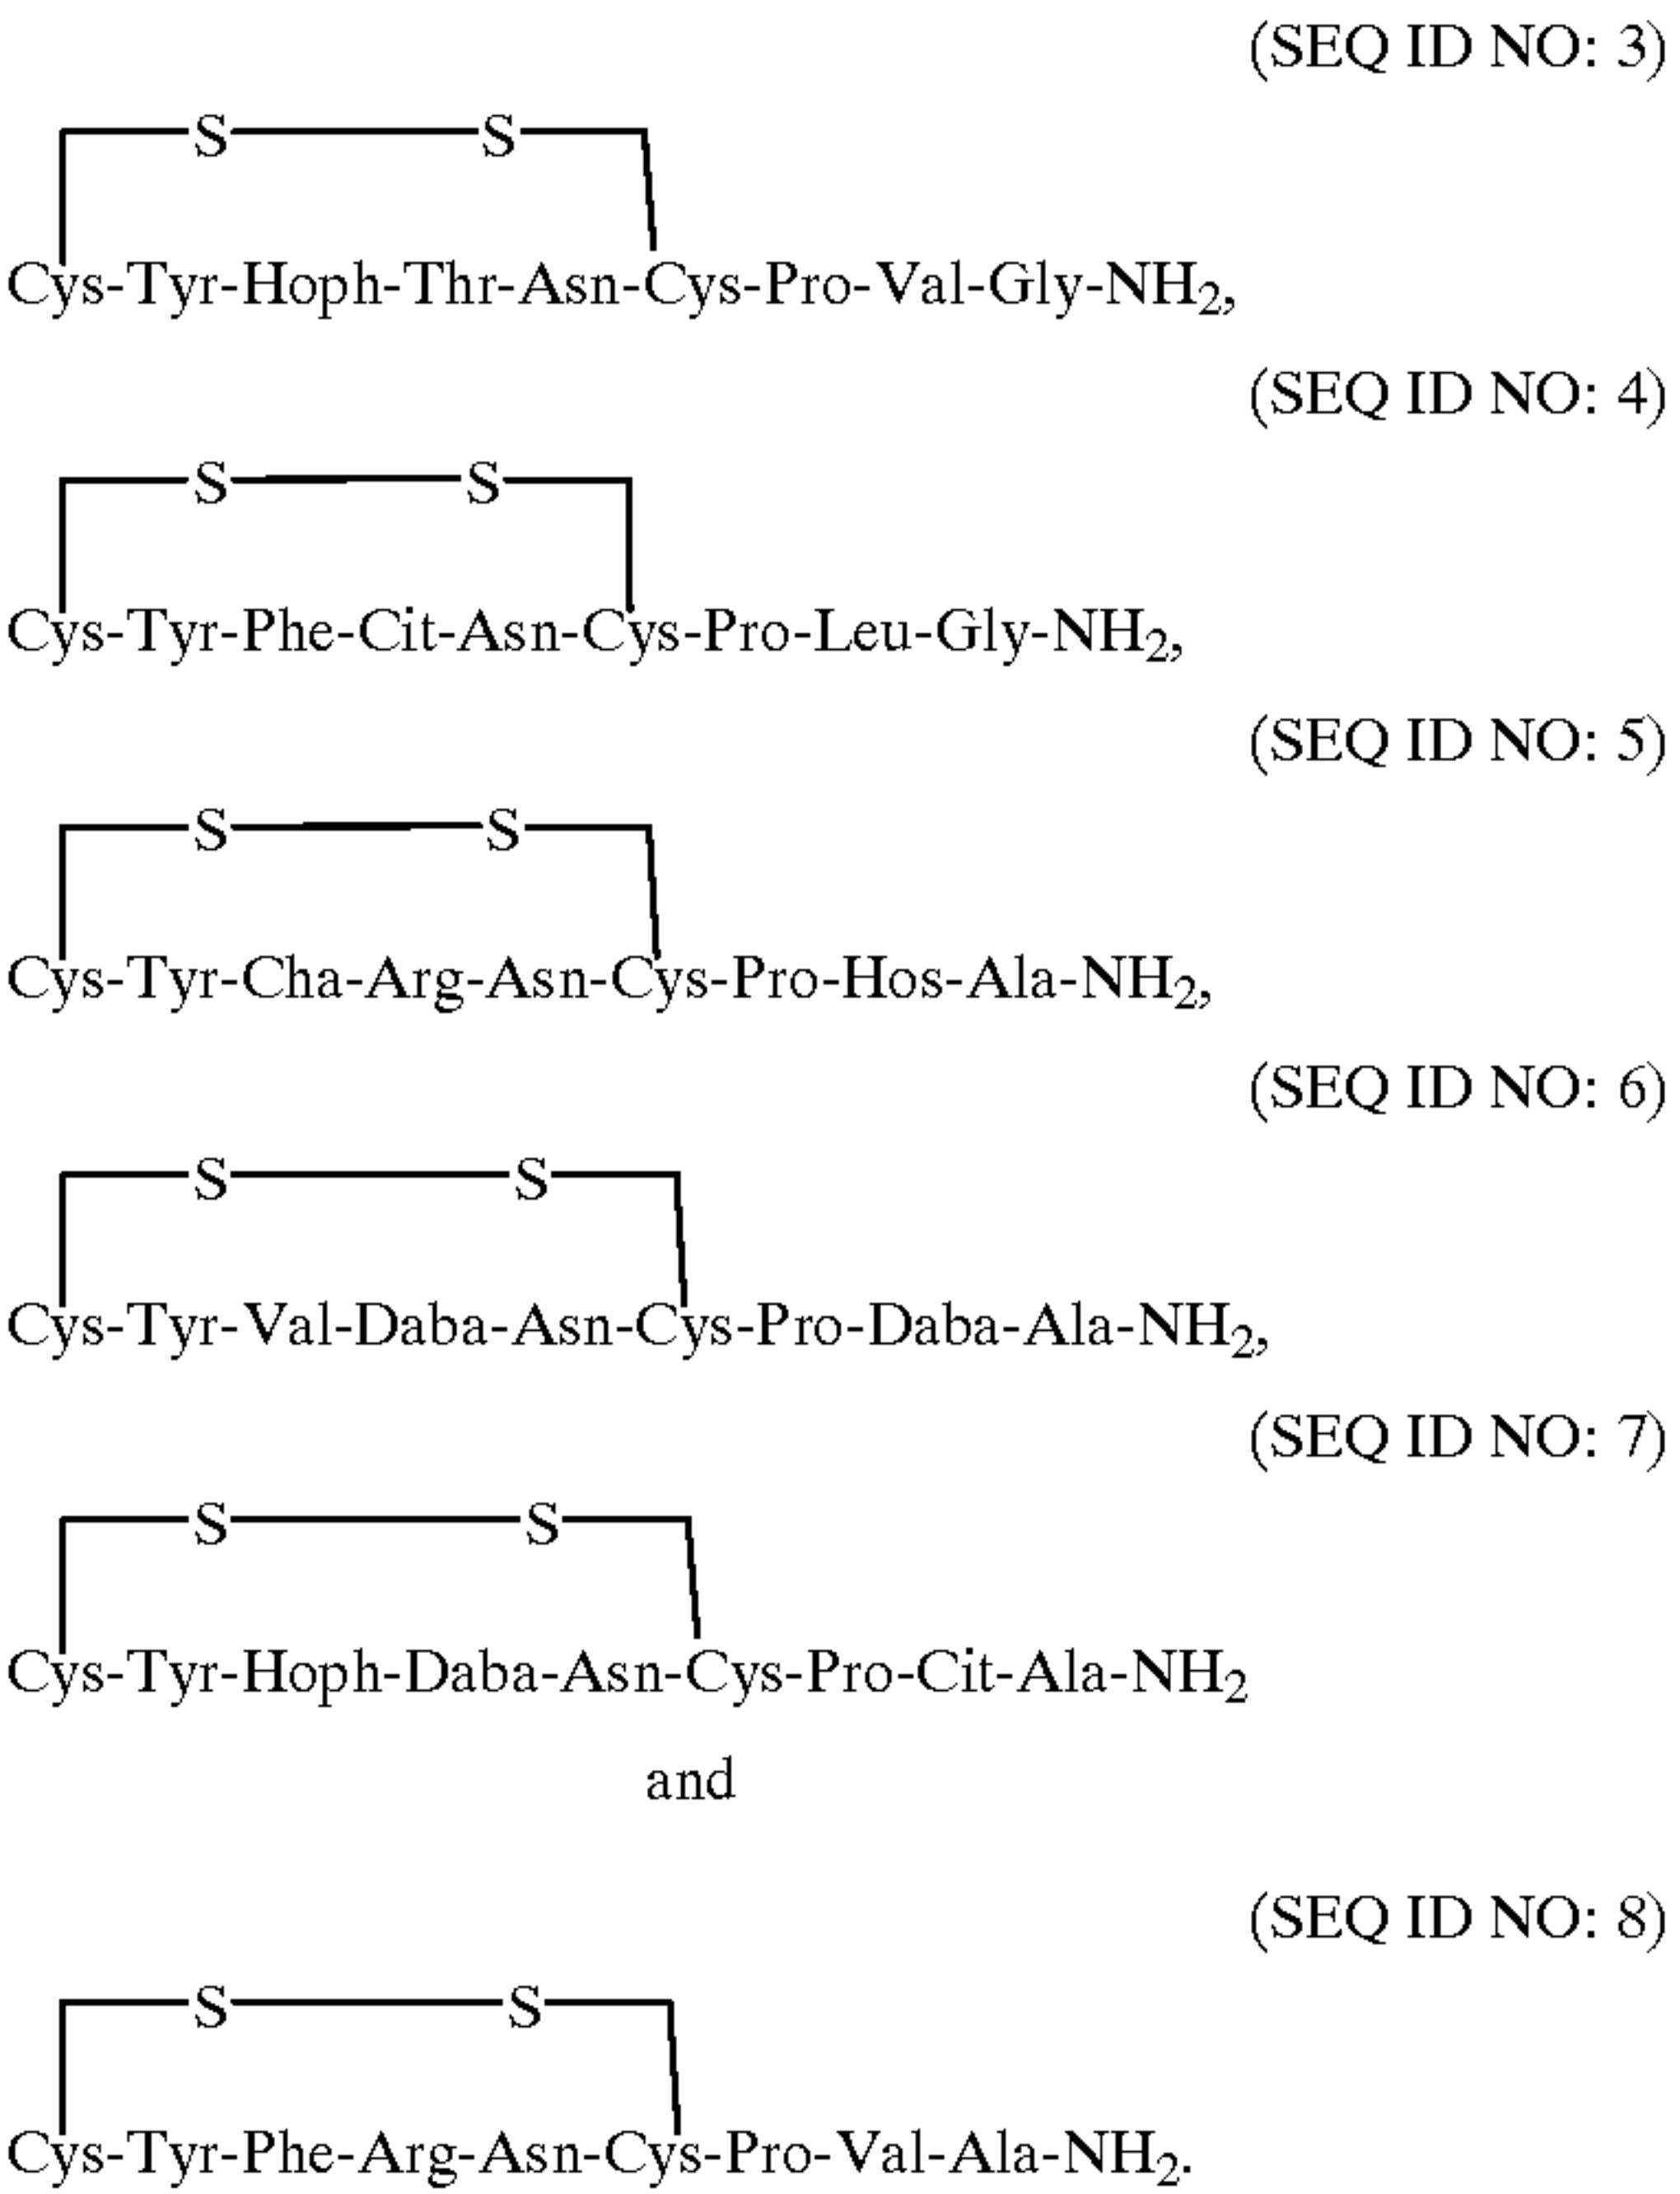 (SEQ ID NO: 3)
S S
Cys-Tyr-Hoph-Thr-Asn-Cys-Pro-Val-Gly-NH2,
(SEQ ID NO: 4)
S S
Cys-Tyr-Phe-Cit-Asn-Cys-Pro-Leu-Gly-NH2,
(SEQ ID NO: 5)
S S
Cys-Tyr-Cha-Arg-Asn-Cys-Pro-Hos-Ala-NH2,
(SEQ ID NO: 6)
S S
Cys-Tyr-Val-Daba-Asn-Cys-Pro-Daba-Ala-NH2,
(SEQ ID NO: 7)
S S
Cys-Tyr-Hoph-Daba-Asn-Cys-Pro-Cit-Ala-NH2
and
(SEQ ID NO: 8)
S S
Cys-Tyr-Phe-Arg-Asn-Cys-Pro-Val-Ala-NH2.